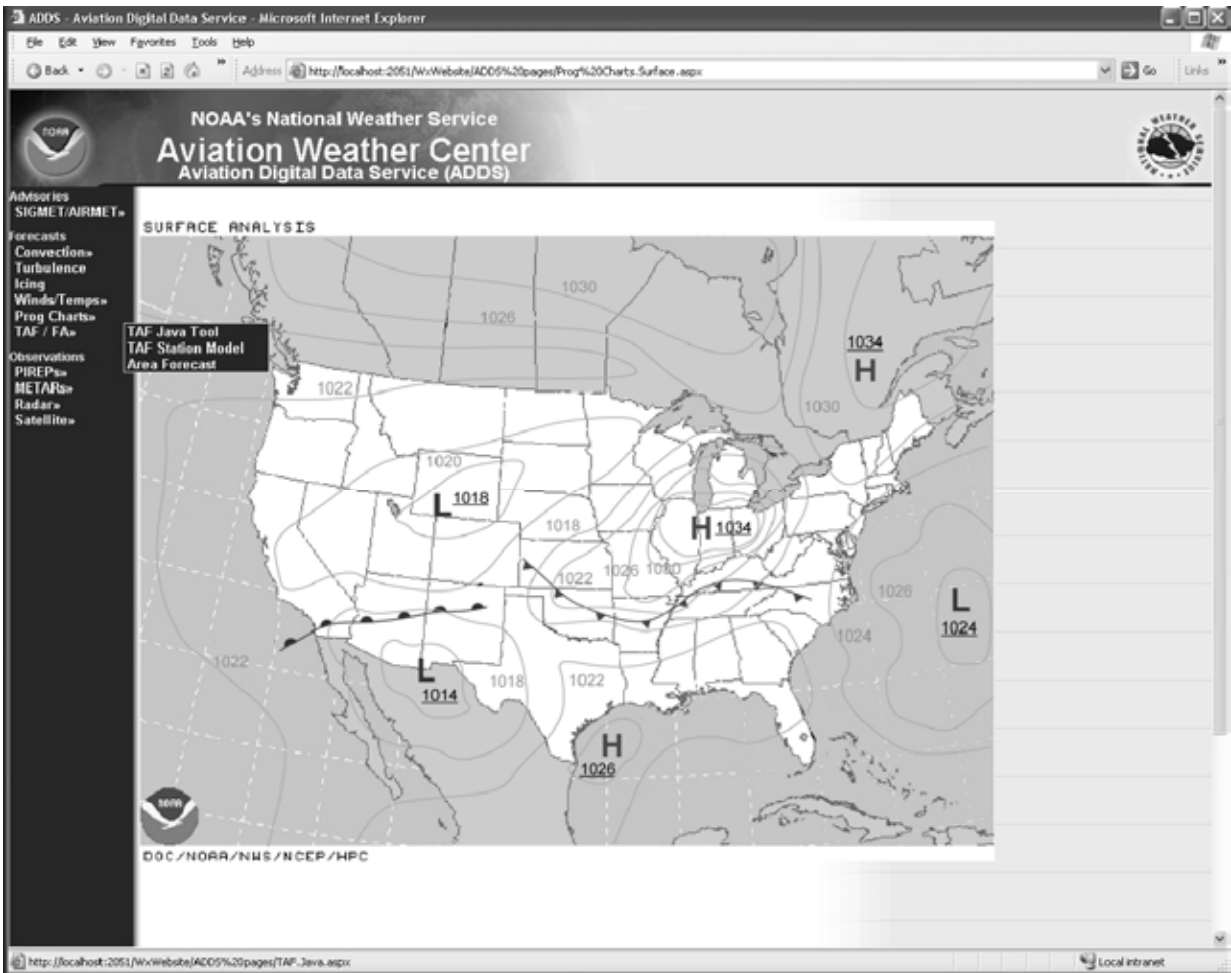 ADDS - Aviation Digital Data Service - Microsoft Internet Explorer
File Edit View Favorites Tools Help
Back Address http://localhost:2051/WxWebsite/ADDS%20pages/Prog%20Charts.Surface.aspx Go Links
NOAA
NOAA's National Weather Service
Aviation Weather Center
Aviation Digital Data Service (ADDS)
NATIONAL WEATHER SERVICE
Advisories
SIGMET/AIRMET»
Forecasts
Convection»
Turbulence
Icing
Winds/Temps»
Prog Charts»
TAF / FA»
TAF Java Tool
TAF Station Model
Area Forecast
Observations
PIREPs»
METARs»
Radar»
Satellite»
SURFACE ANALYSIS
1030
1026
1034
H
1022
1030
1020
L 1018
1018
H 1034
1022 1026 1030
1026
L
1024
1024
1022
L
1014
1018
1022
H
1026
NOAA
DOC/NOAA/NWS/NCEP/HPC
http://localhost:2051/WxWebsite/ADDS%20pages/TAF.Java.aspx Local intranet